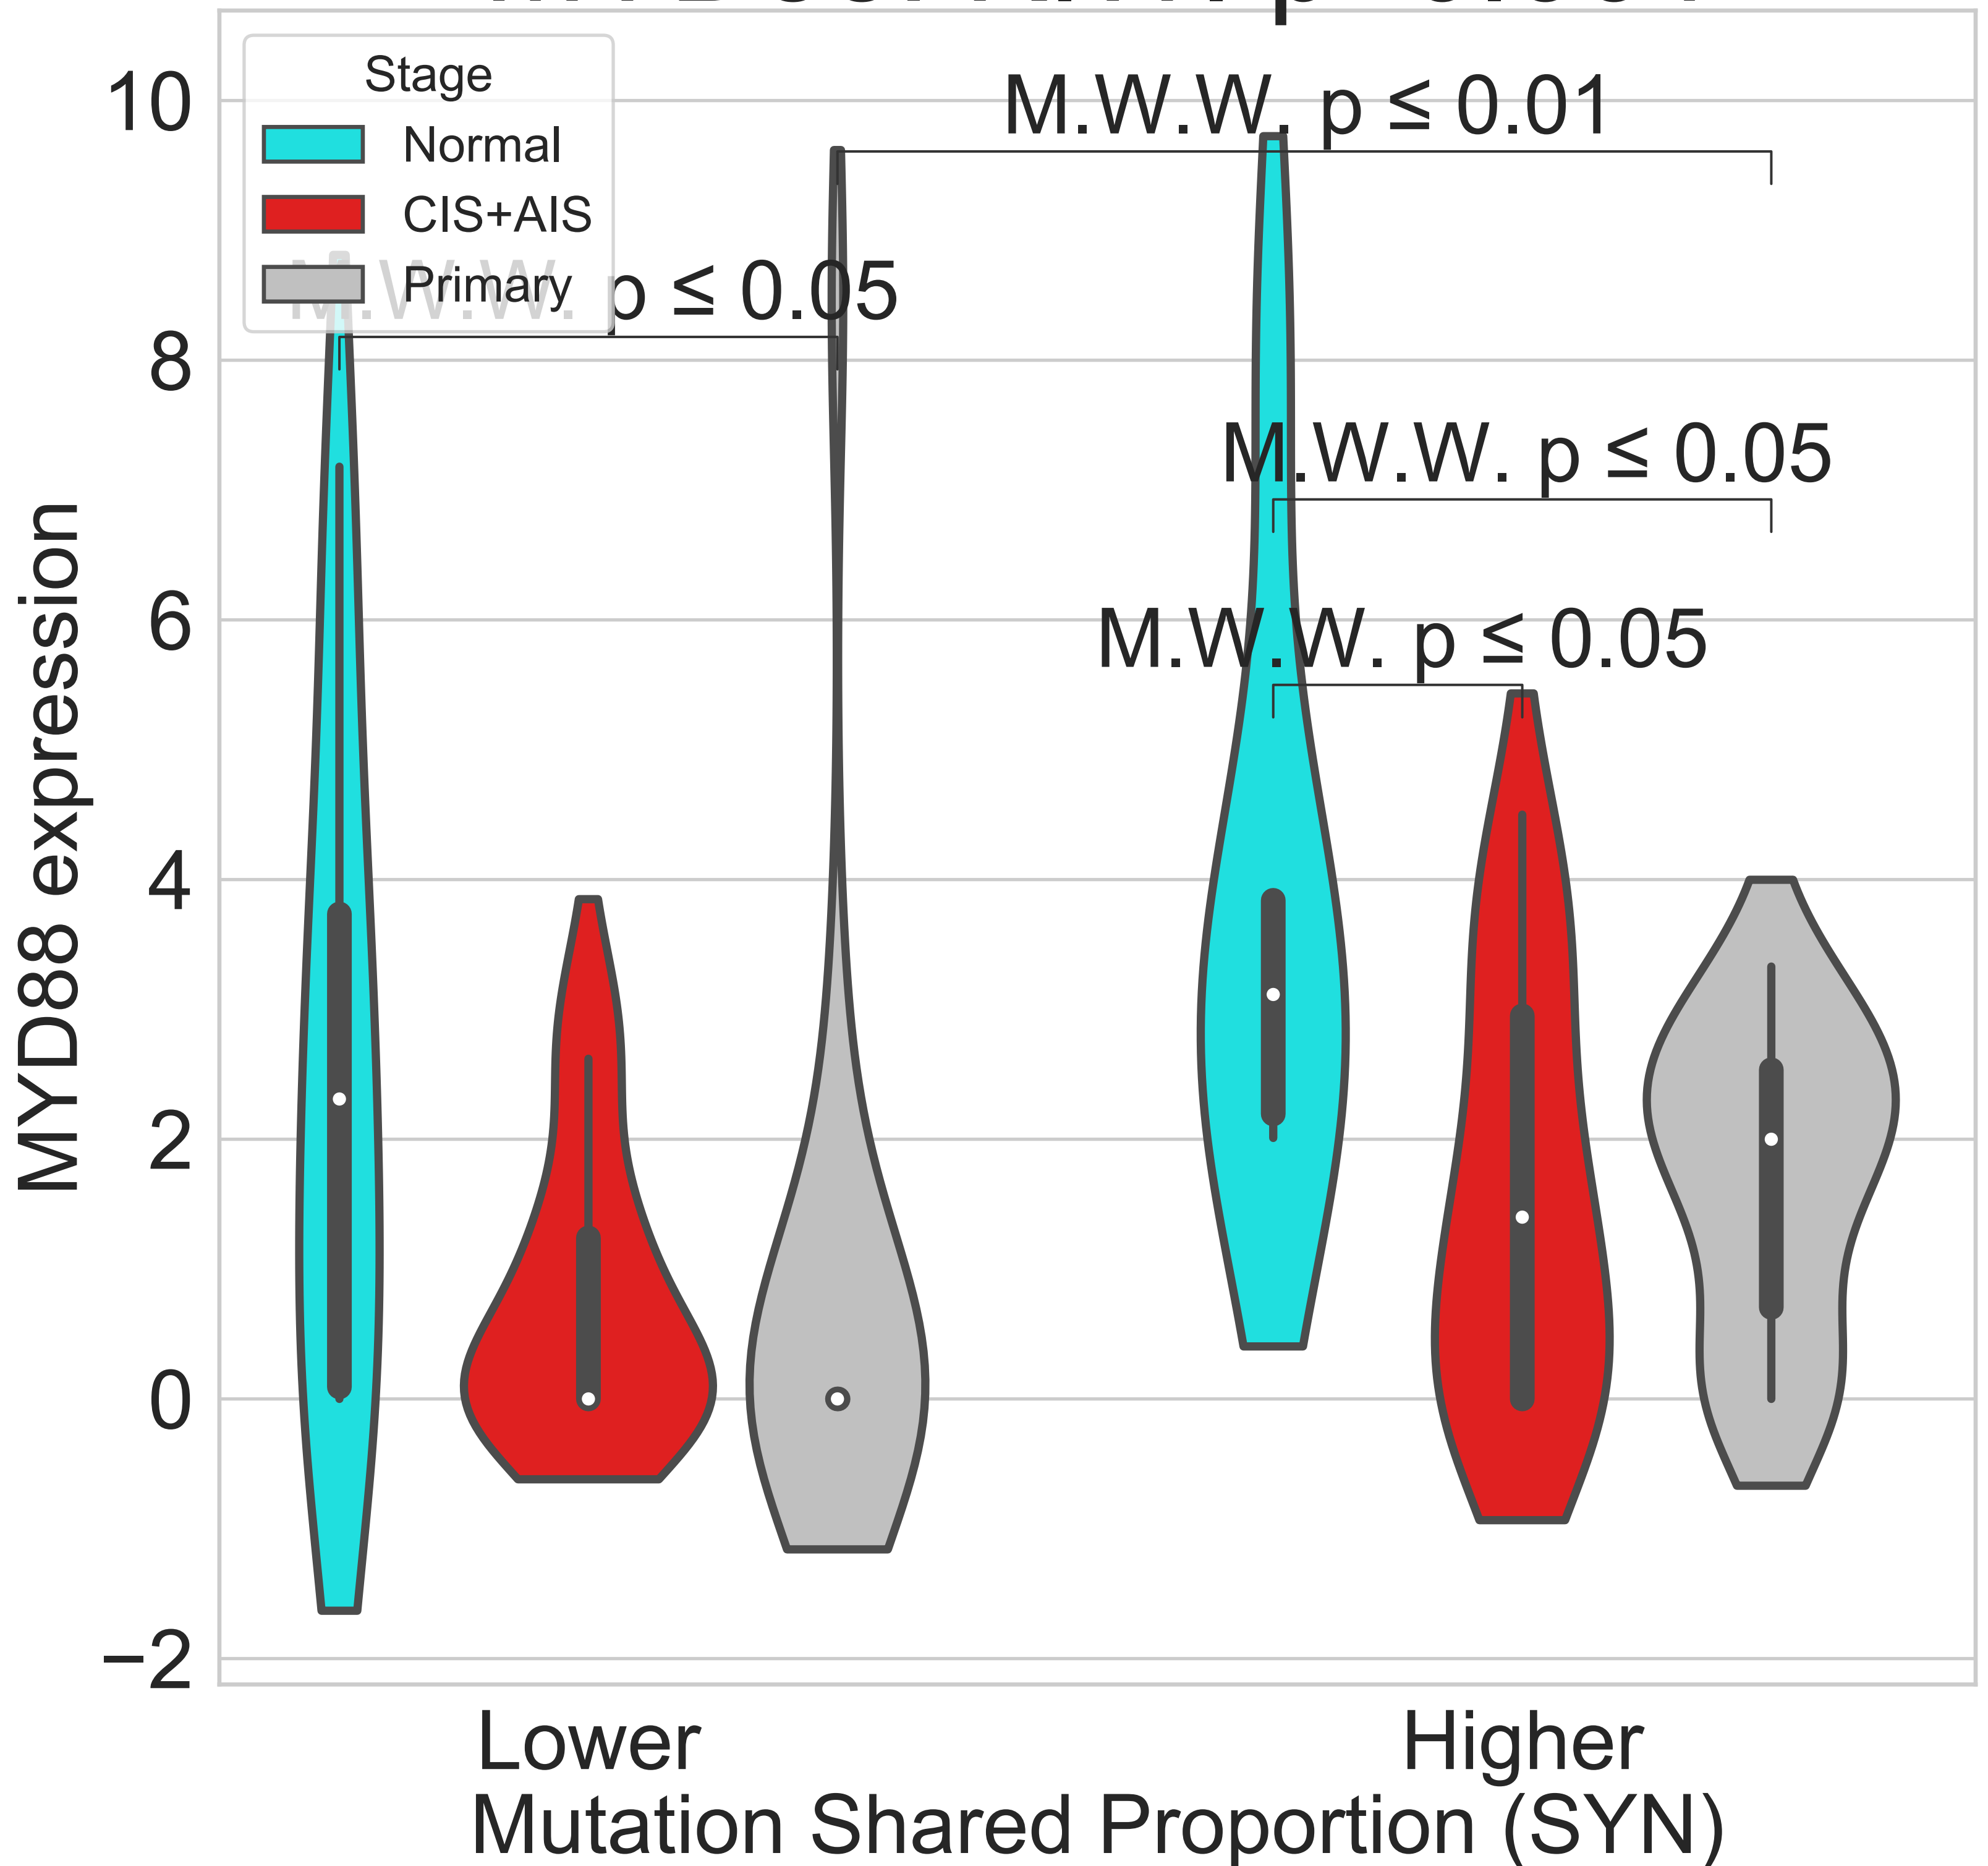 Stage
Normal
CIS+AIS
Primary
M.W.W. p ≤ 0.01
M.W.W. p ≤ 0.05
M.W.W. p ≤ 0.05
M.W.W. p ≤ 0.05
10
8
6
4
2
0
−2
MYD88 expression
Lower
Higher
Mutation Shared Proportion (SYN)